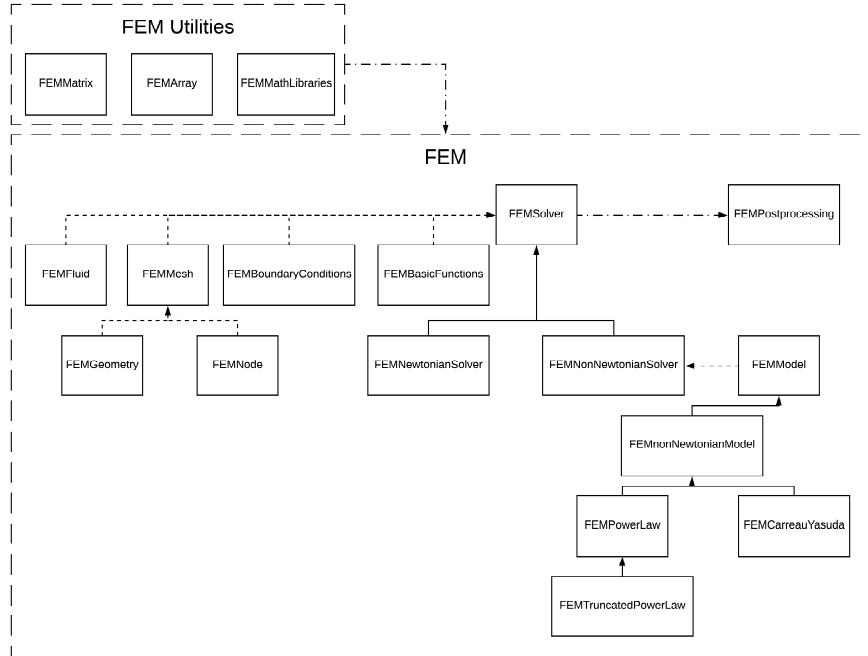 FEM Utilities
FEMMatrix
FEMArray
FEMMathLibraries
FEM
FEMSolver
FEMPostprocessing
FEMFluid
FEMMesh
FEMBoundaryConditions
FEMBasicFunctions
FEMGeometry
FEMNode
FEMNewtonianSolver
FEMNonNewtonianSolver
FEMModel
FEMnonNewtonianModel
FEMPowerLaw
FEMCarreauYasuda
FEMTruncatedPowerLaw